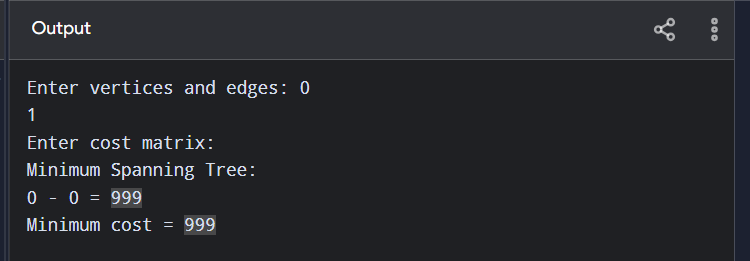 Output
Enter vertices and edges: 0
1
Enter cost matrix:
Minimum Spanning Tree:
0 - 0 = 999
Minimum cost = 999